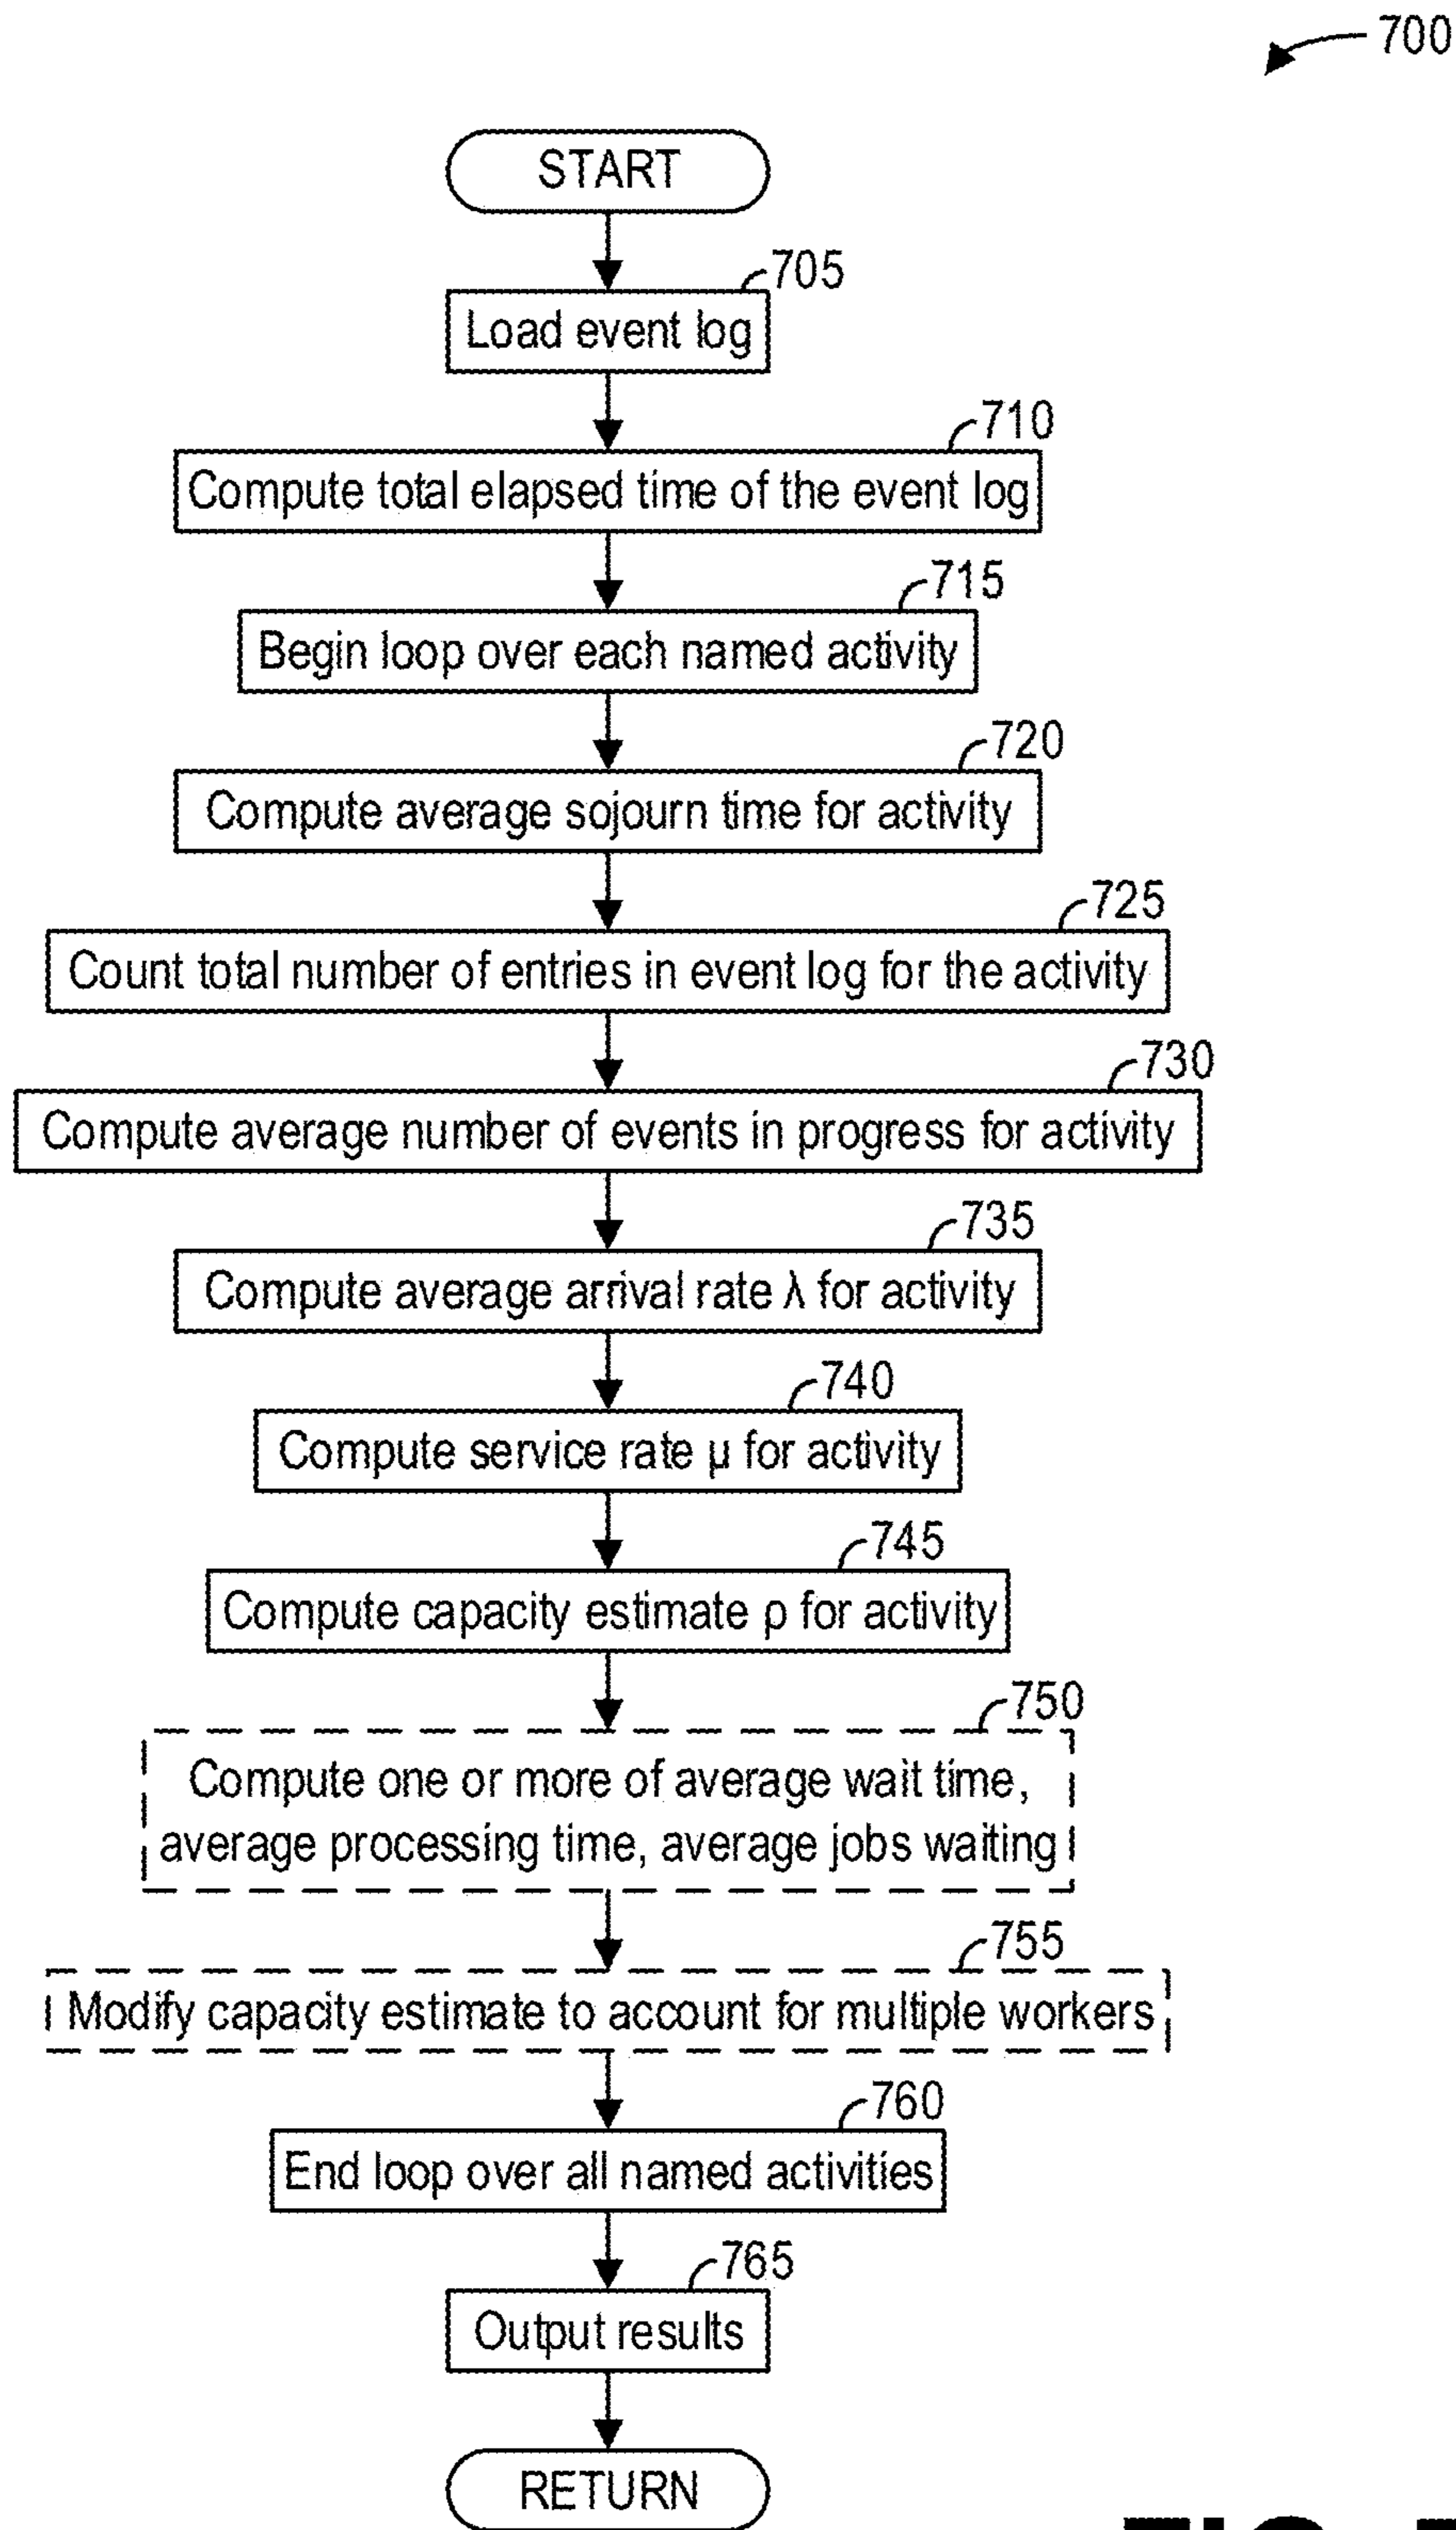 700
START
705
Load event log
710
Compute total elapsed time of the event log
715
Begin loop over each named activity
720
Compute average sojourn time for activity
725
Count total number of entries in event log for the activity
730
Compute average number of events in progress for activity
735
Compute average arrival rate λ for activity
740
Compute service rate μ for activity
745
Compute capacity estimate ρ for activity
750
Compute one or more of average wait time,
average processing time, average jobs waiting
755
Modify capacity estimate to account for multiple workers
760
End loop over all named activities
765
Output results
RETURN